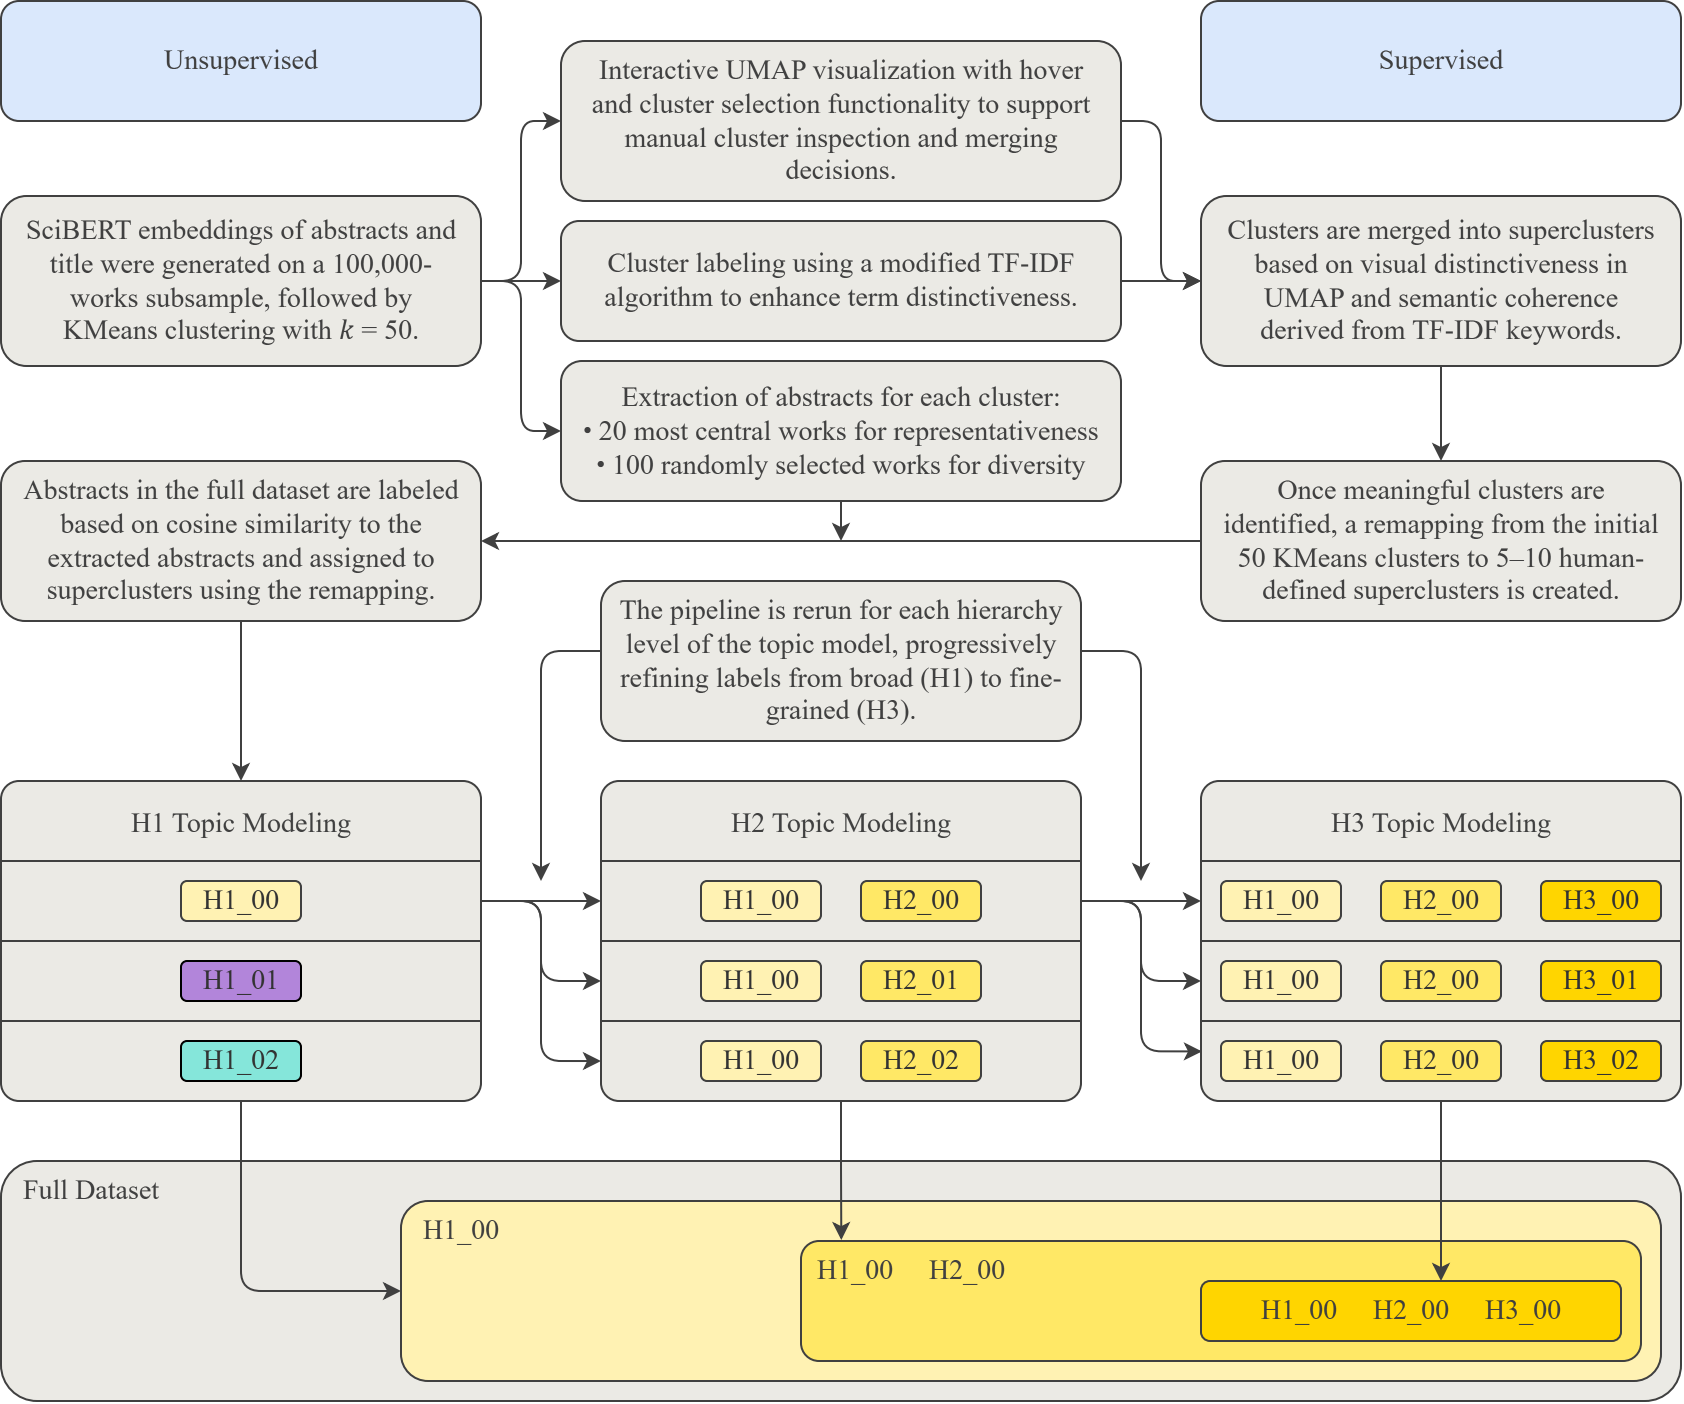 Unsupervised
Supervised
Interactive UMAP visualization with hover
and cluster selection functionality to support
manual cluster inspection and merging
decisions.
SciBERT embeddings of abstracts and
title were generated on a 100,000-
works subsample, followed by
KMeans clustering with k = 50.
Cluster labeling using a modified TF-IDF
algorithm to enhance term distinctiveness.
Clusters are merged into superclusters
based on visual distinctiveness in
UMAP and semantic coherence
derived from TF-IDF keywords.
Extraction of abstracts for each cluster:
• 20 most central works for representativeness
• 100 randomly selected works for diversity
Abstracts in the full dataset are labeled
based on cosine similarity to the
extracted abstracts and assigned to
superclusters using the remapping.
Once meaningful clusters are
identified, a remapping from the initial
50 KMeans clusters to 5–10 human-
defined superclusters is created.
The pipeline is rerun for each hierarchy
level of the topic model, progressively
refining labels from broad (H1) to fine-
grained (H3).
H1 Topic Modeling
H1_00
H1_01
H1_02
H2 Topic Modeling
H1_00 H2_00
H1_00 H2_01
H1_00 H2_02
H3 Topic Modeling
H1_00 H2_00 H3_00
H1_00 H2_00 H3_01
H1_00 H2_00 H3_02
Full Dataset
H1_00
H1_00 H2_00
H1_00 H2_00 H3_00